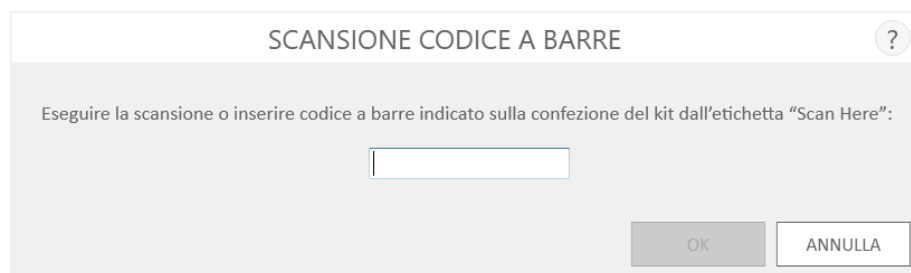 SCANSIONE CODICE A BARRE
?
Eseguire la scansione o inserire codice a barre indicato sulla confezione del kit dall'etichetta “Scan Here”:
OK
ANNULLA